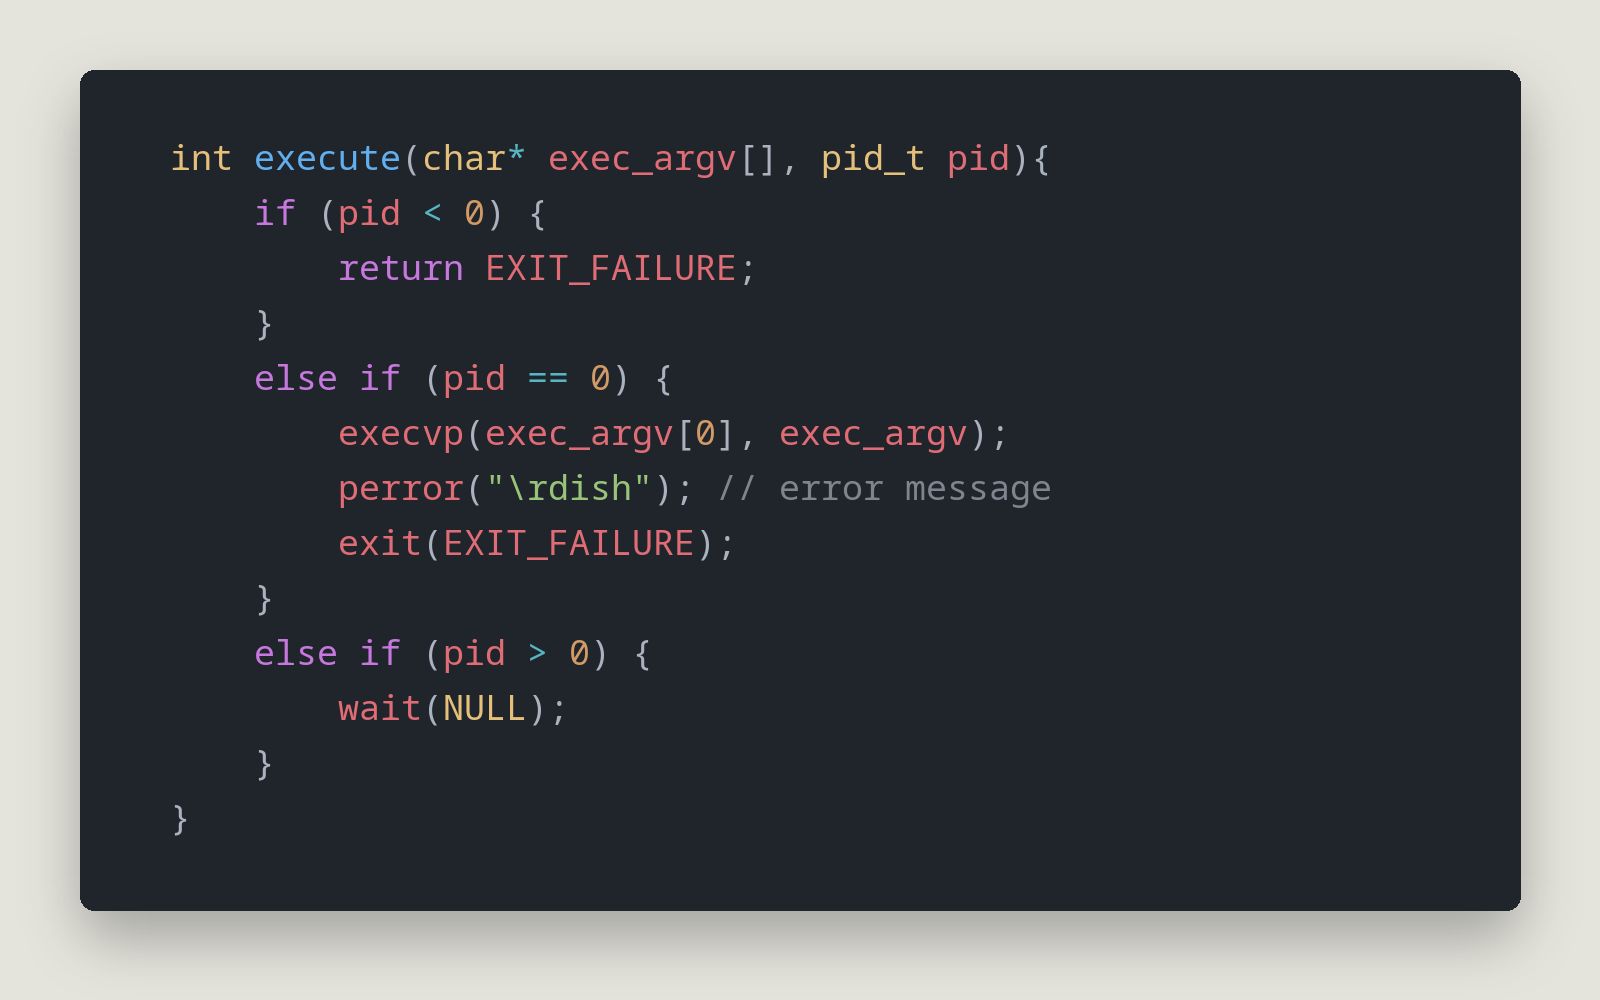 int execute(char* exec_argv[], pid_t pid){
    if (pid < 0) {
        return EXIT_FAILURE;
    }
    else if (pid == 0) {
        execvp(exec_argv[0], exec_argv);
        perror("\rdish"); // error message
        exit(EXIT_FAILURE);
    }
    else if (pid > 0) {
        wait(NULL);
    }
}